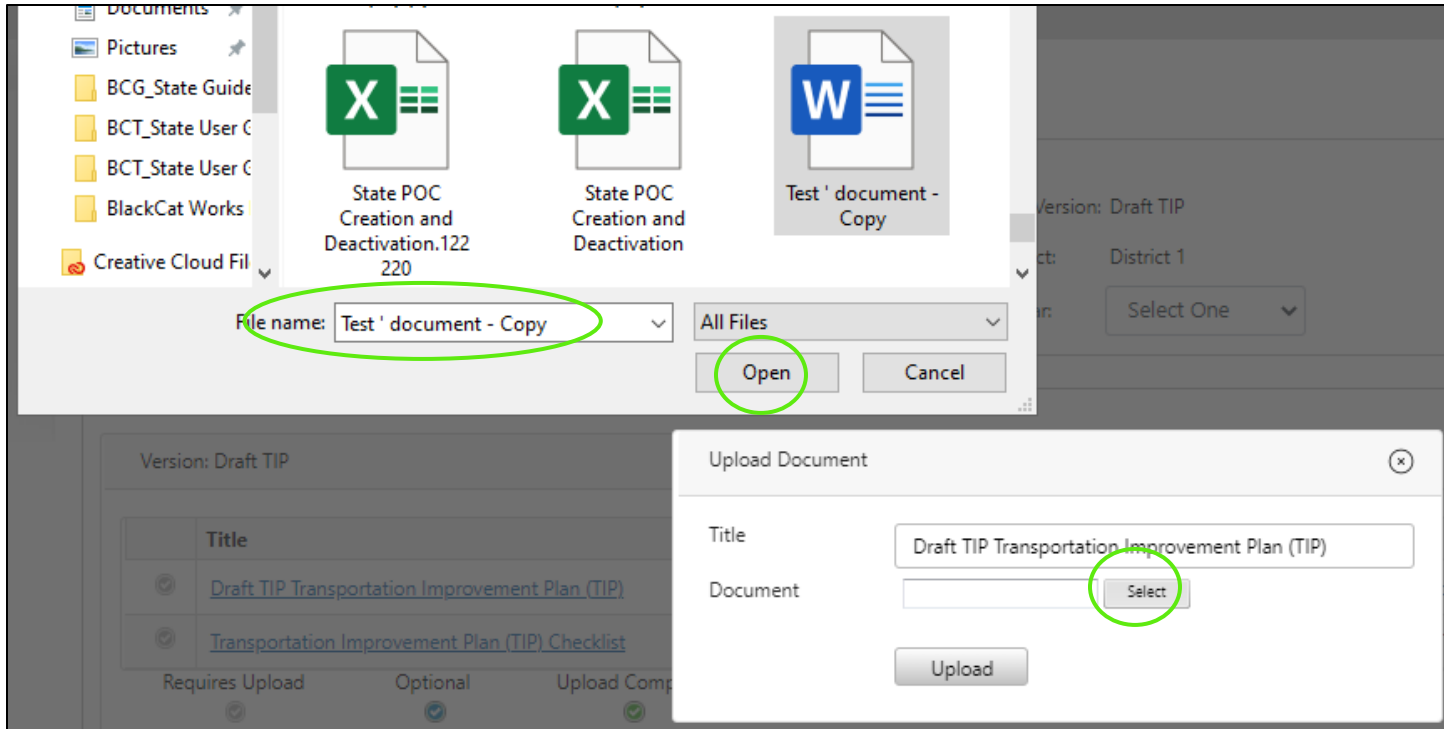 Documents
Pictures
BCG_State Guide
BCT_State User G
BCT_State User G
BlackCat Works
Creative Cloud Fil
State POC
Creation and
Deactivation.122
220
State POC
Creation and
Deactivation
Test ' document -
Copy
File name: Test ' document - Copy
All Files
Open
Cancel
Version: Draft TIP
ct: District 1
ar: Select One
Version: Draft TIP
Title
Draft TIP Transportation Improvement Plan (TIP)
Transportation Improvement Plan (TIP) Checklist
Requires Upload Optional Upload Comp
Upload Document
Title Draft TIP Transportation Improvement Plan (TIP)
Document Select
Upload